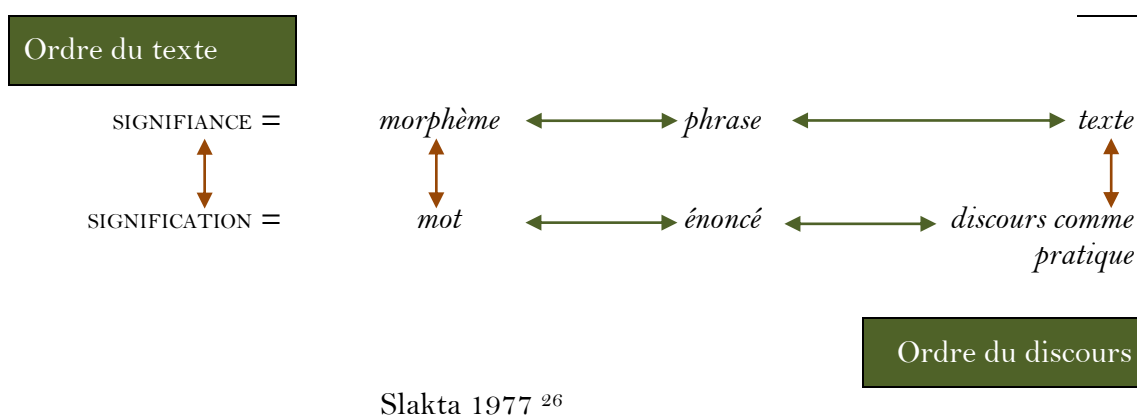 Ordre du texte
SIGNIFIANCE = morphème phrase texte
SIGNIFICATION = mot énoncé discours comme
pratique
Ordre du discours
Slakta 1977 26